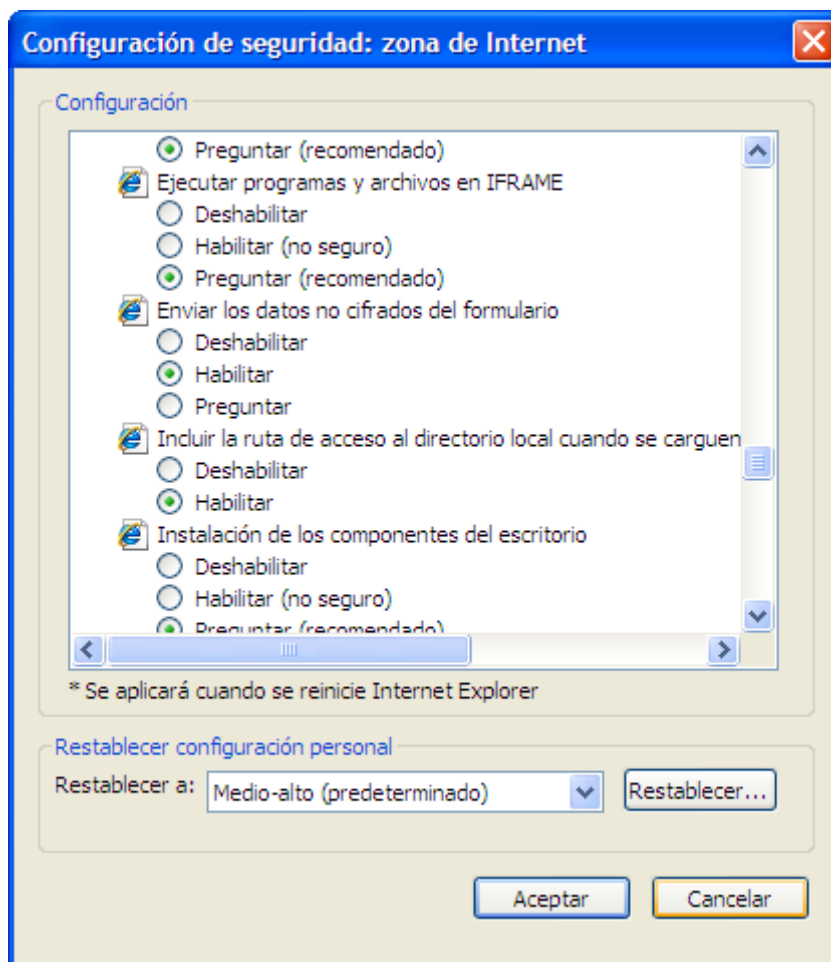 Configuración de seguridad: zona de Internet
Configuración
Preguntar (recomendado)
Ejecutar programas y archivos en IFRAME
Deshabilitar
Habilitar (no seguro)
Preguntar (recomendado)
Enviar los datos no cifrados del formulario
Deshabilitar
Habilitar
Preguntar
Incluir la ruta de acceso al directorio local cuando se carguen
Deshabilitar
Habilitar
Instalación de los componentes del escritorio
Deshabilitar
Habilitar (no seguro)
Preguntar (recomendado)
* Se aplicará cuando se reinicie Internet Explorer
Restablecer configuración personal
Restablecer a: Medio-alto (predeterminado) Restablecer...
Aceptar Cancelar